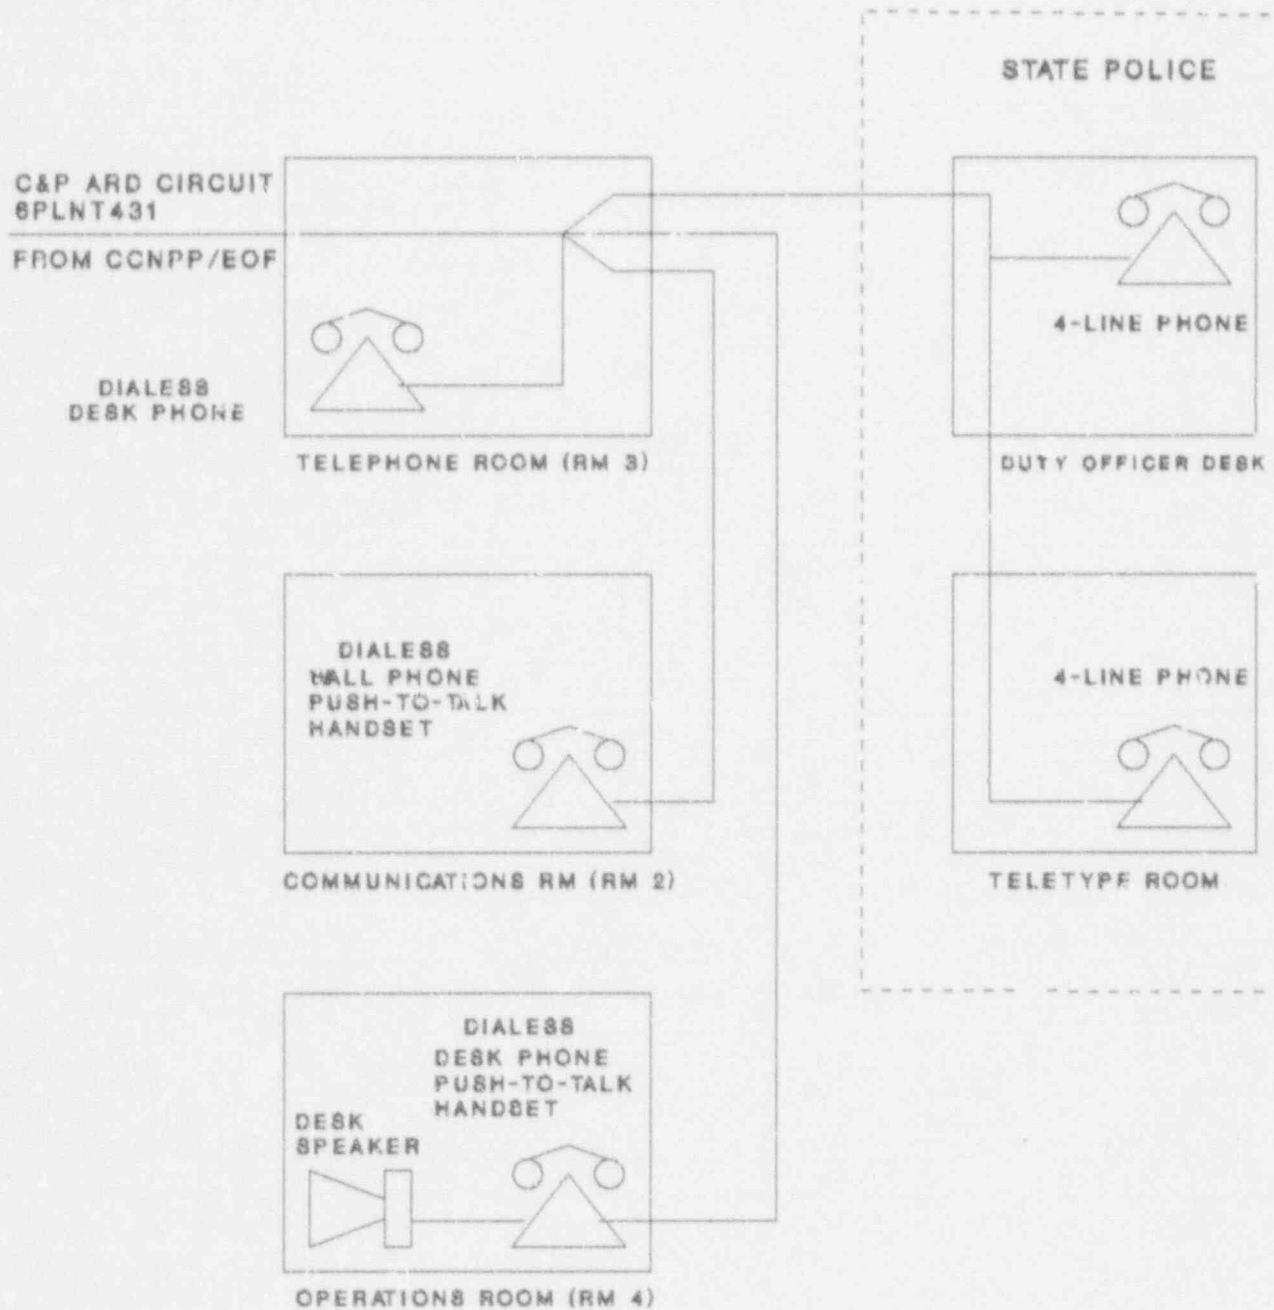 STATE POLICE
C&P ARD CIRCUIT
6PLNT431
FROM CCNPP/EOF
4-LINE PHONE
DIALESS
DESK PHONE
TELEPHONE ROOM (RM 3)
DUTY OFFICER DESK
DIALESS
WALL PHONE
PUSH-TO-TALK
HANDSET
4-LINE PHONE
COMMUNICATIONS RM (RM 2)
TELETYPE ROOM
DIALESS
DESK PHONE
PUSH-TO-TALK
HANDSET
DESK
SPEAKER
OPERATIONS ROOM (RM 4)